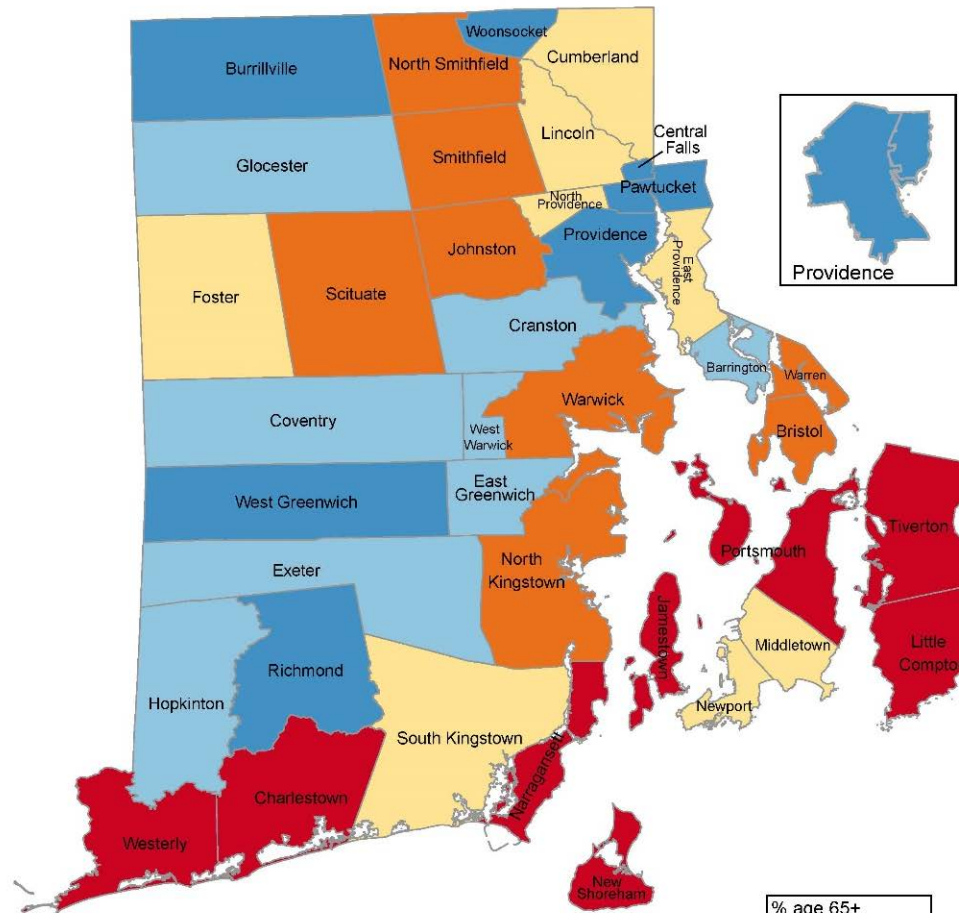 Woonsocket
Burrillville
North Smithfield
Cumberland
Lincoln
Central
Falls
Glocester
Smithfield
Pawtucket
North
Providence
Providence
Johnston
East
Providence
Providence
Foster
Scituate
Cranston
Barrington
Warren
Warwick
Coventry
West
Warwick
Bristol
East
Greenwich
West Greenwich
Tiverton
Portsmouth
Exeter
North
Kingstown
Jamestown
Middletown
Little
Compto
Richmond
Hopkinton
Newport
South Kingstown
Narragansett
Charlestown
Westerly
New
Shoreham
% age 65+